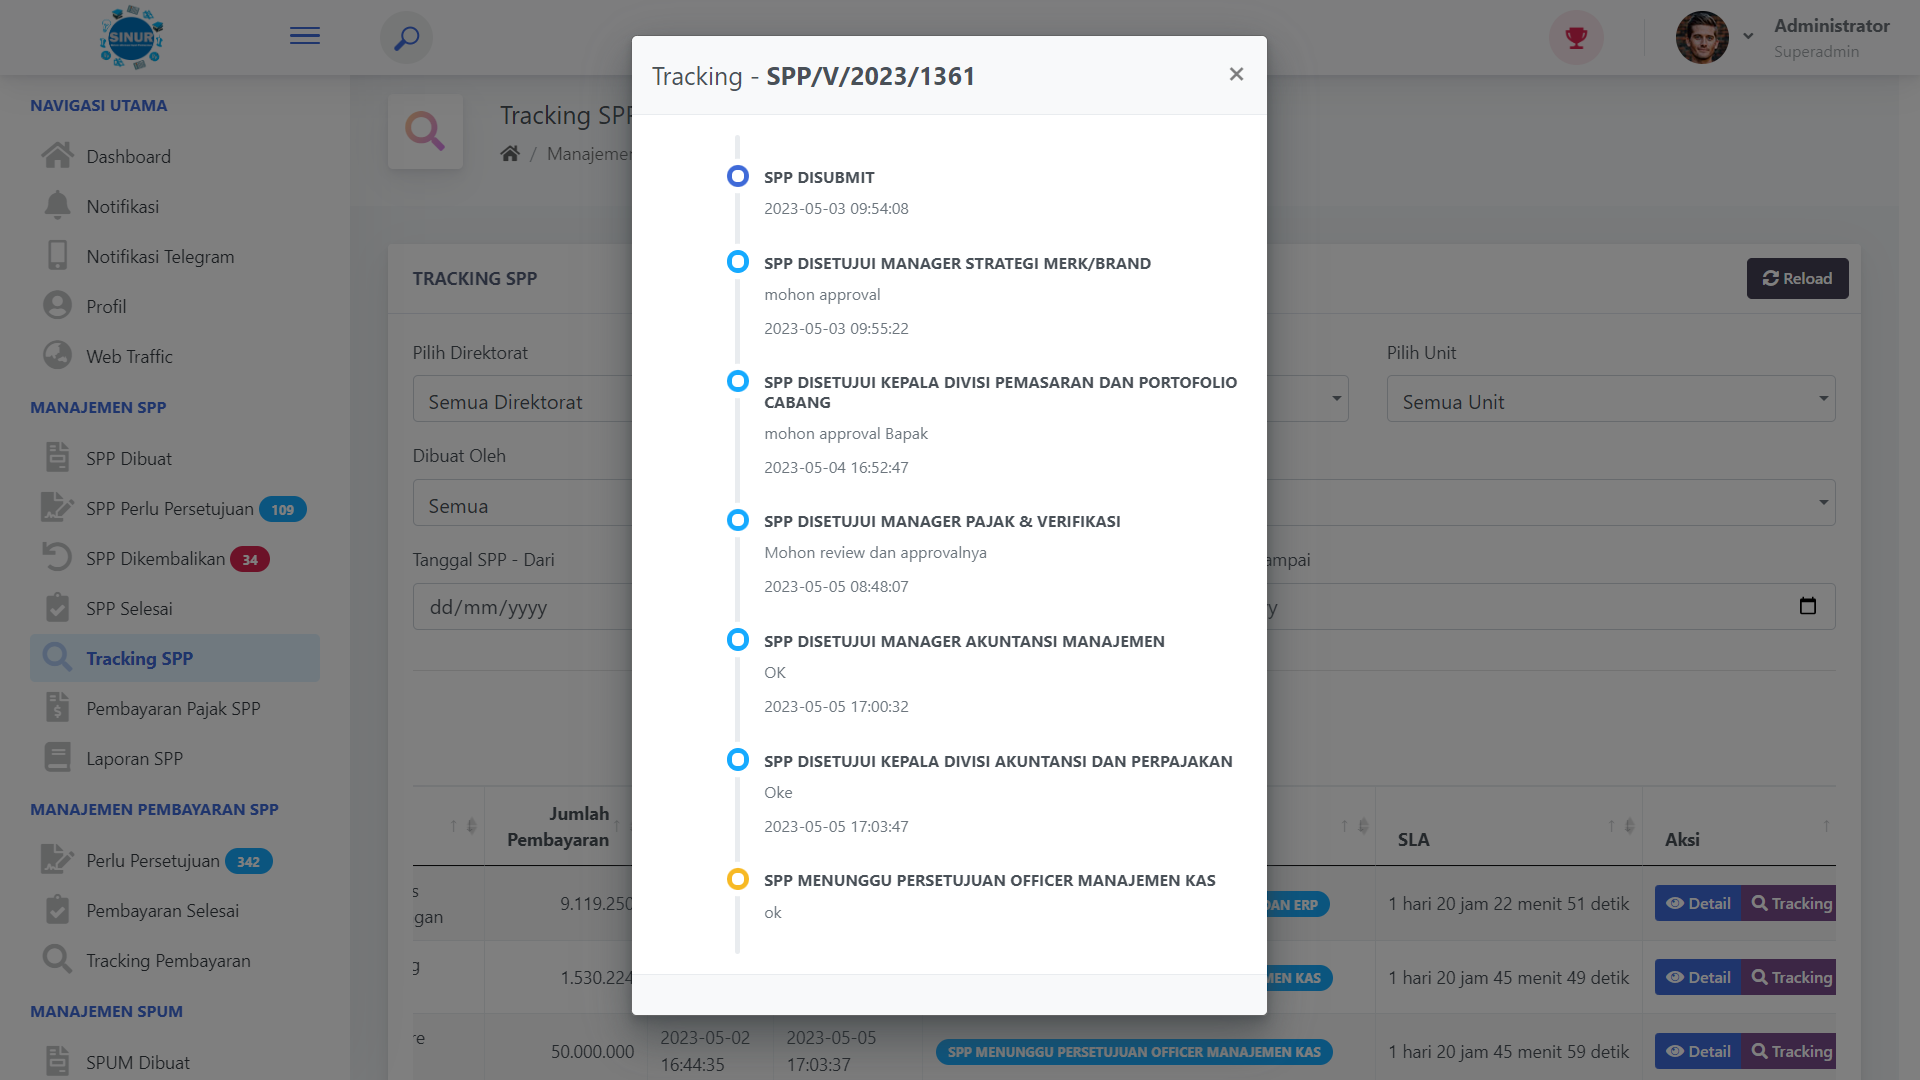 SINUR
Administrator
Superadmin
NAVIGASI UTAMA
Dashboard
Notifikasi
Notifikasi Telegram
Profil
Web Traffic
MANAJEMEN SPP
SPP Dibuat
SPP Perlu Persetujuan 109
SPP Dikembalikan 34
SPP Selesai
Tracking SPP
Pembayaran Pajak SPP
Laporan SPP
MANAJEMEN PEMBAYARAN SPP
Perlu Persetujuan 342
Pembayaran Selesai
Tracking Pembayaran
MANAJEMEN SPUM
SPUM Dibuat
Tracking SPP
/ Manajemen
TRACKING SPP
Reload
Pilih Direktorat
Semua Direktorat
Pilih Unit
Semua Unit
Dibuat Oleh
Semua
Tanggal SPP - Dari
dd/mm/yyyy
ampai
y
Jumlah
Pembayaran
SLA
Aksi
s
ngan
9.119.250
DAN ERP
1 hari 20 jam 22 menit 51 detik
Detail
Tracking
g
1.530.224
MEN KAS
1 hari 20 jam 45 menit 49 detik
Detail
Tracking
re
50.000.000
2023-05-02
16:44:35
2023-05-05
17:03:37
SPP MENUNGGU PERSETUJUAN OFFICER MANAJEMEN KAS
1 hari 20 jam 45 menit 59 detik
Detail
Tracking
Tracking - SPP/V/2023/1361
×
SPP DISUBMIT
2023-05-03 09:54:08
SPP DISETUJUI MANAGER STRATEGI MERK/BRAND
mohon approval
2023-05-03 09:55:22
SPP DISETUJUI KEPALA DIVISI PEMASARAN DAN PORTOFOLIO
CABANG
mohon approval Bapak
2023-05-04 16:52:47
SPP DISETUJUI MANAGER PAJAK & VERIFIKASI
Mohon review dan approvalnya
2023-05-05 08:48:07
SPP DISETUJUI MANAGER AKUNTANSI MANAJEMEN
OK
2023-05-05 17:00:32
SPP DISETUJUI KEPALA DIVISI AKUNTANSI DAN PERPAJAKAN
Oke
2023-05-05 17:03:47
SPP MENUNGGU PERSETUJUAN OFFICER MANAJEMEN KAS
ok